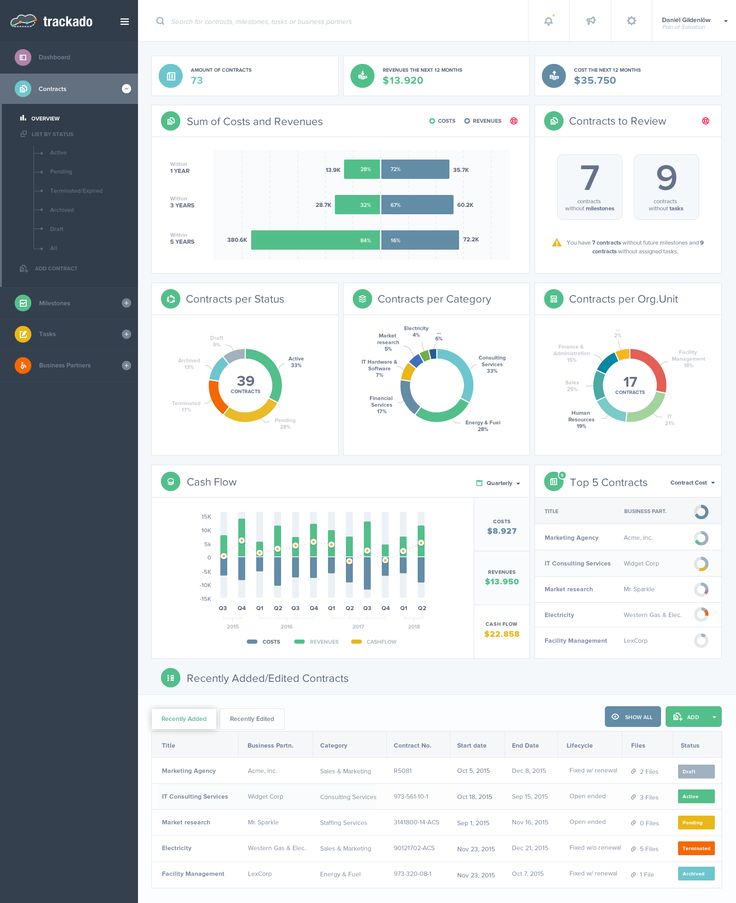 trackado
Search for contracts, milestones, tasks or business partners
Daniel Gildenlöw
Pain of Salvation
Dashboard
Contracts
OVERVIEW
LIST BY STATUS
Active
Pending
Terminated/Expired
Archived
Draft
All
ADD CONTRACT
Milestones
Tasks
Business Partners
AMOUNT OF CONTRACTS
73
REVENUES THE NEXT 12 MONTHS
$13.920
COST THE NEXT 12 MONTHS
$35.750
Sum of Costs and Revenues
COSTS
REVENUES
Within
1 YEAR
13.9K
28%
72%
35.7K
Within
3 YEARS
28.7K
32%
67%
60.2K
Within
5 YEARS
380.6K
84%
16%
72.2K
Contracts to Review
7
contracts
without milestones
9
contracts
without tasks
You have 7 contracts without future milestones and 9
contracts without assigned tasks.
Contracts per Status
Draft
9%
Archived
13%
Active
33%
39
CONTRACTS
Terminated
17%
Pending
28%
Contracts per Category
Electricity
4%
—
6%
Market
research
5%
IT Hardware &
Software
7%
Consulting
Services
33%
Financial
Services
17%
Energy & Fuel
28%
Contracts per Org.Unit
—
2%
Finance &
Administration
15%
Facility
Management
18%
Sales
25%
17
CONTRACTS
Human
Resources
19%
IT
21%
Cash Flow
Quarterly
15K
10K
5k
0
-5K
-10K
-15K
Q3 Q4 Q1 Q2 Q3 Q4 Q1 Q2 Q3 Q4 Q1 Q2
2015 2016 2017 2018
COSTS
REVENUES
CASHFLOW
COSTS
$8.927
REVENUES
$13.950
CASH FLOW
$22.858
Top 5 Contracts
Contract Cost
TITLE BUSINESS PART.
Marketing Agency Acme, inc.
IT Consulting Services Widget Corp
Market research Mr. Sparkle
Electricity Western Gas & Elec.
Facility Management LexCorp
Recently Added/Edited Contracts
Recently Added
Recently Edited
SHOW ALL
ADD
Title Business Partn. Category Contract No. Start date End Date Lifecycle Files Status
Marketing Agency Acme, inc. Sales & Marketing R5081 Oct 5, 2015 Dec 8, 2015 Fixed w/ renewal 2 Files Draft
IT Consulting Services Widget Corp Consulting Services 973-561-10-1 Oct 18, 2015 Sep 15, 2015 Open ended 3 Files Active
Market research Mr. Sparkle Staffing Services 3141800-14-ACS Sep 1, 2015 Nov 16, 2015 Open ended 0 Files Pending
Electricity Western Gas & Elec. Sales & Marketing 90121702-ACS Nov 23, 2015 Dec 21, 2015 Fixed w/o renewal 5 Files Terminated
Facility Management LexCorp Energy & Fuel 973-320-08-1 Nov 23, 2015 Oct 7, 2015 Fixed w/ renewal 1 File Archived